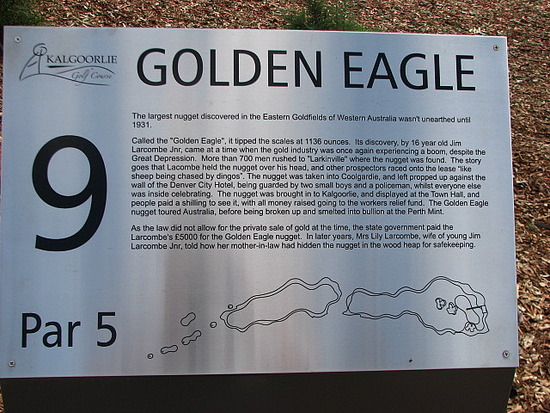 KALGOORLIE
Golf Course
GOLDEN EAGLE
9
The largest nugget discovered in the Eastern Goldfields of Western Australia wasn't unearthed until
1931.
Called the "Golden Eagle", it tipped the scales at 1136 ounces. Its discovery, by 16 year old Jim
Larcombe Jnr, came at a time when the gold industry was once again experiencing a boom, despite the
Great Depression. More than 700 men rushed to "Larkinville" where the nugget was found. The story
goes that Lacombe held the nugget over his head, and other prospectors raced onto the lease "like
sheep being chased by dingos". The nugget was taken into Coolgardie, and left propped up against the
wall of the Denver City Hotel, being guarded by two small boys and a policeman, whilst everyone else
was inside celebrating. The nugget was brought in to Kalgoorlie, and displayed at the Town Hall, and
people paid a shilling to see it, with all money raised going to the workers relief fund. The Golden Eagle
nugget toured Australia, before being broken up and smelted into bullion at the Perth Mint.
As the law did not allow for the private sale of gold at the time, the state government paid the
Larcombe's £5000 for the Golden Eagle nugget. In later years, Mrs Lily Larcombe, wife of young Jim
Larcombe Jnr, told how her mother-in-law had hidden the nugget in the wood heap for safekeeping.
Par 5